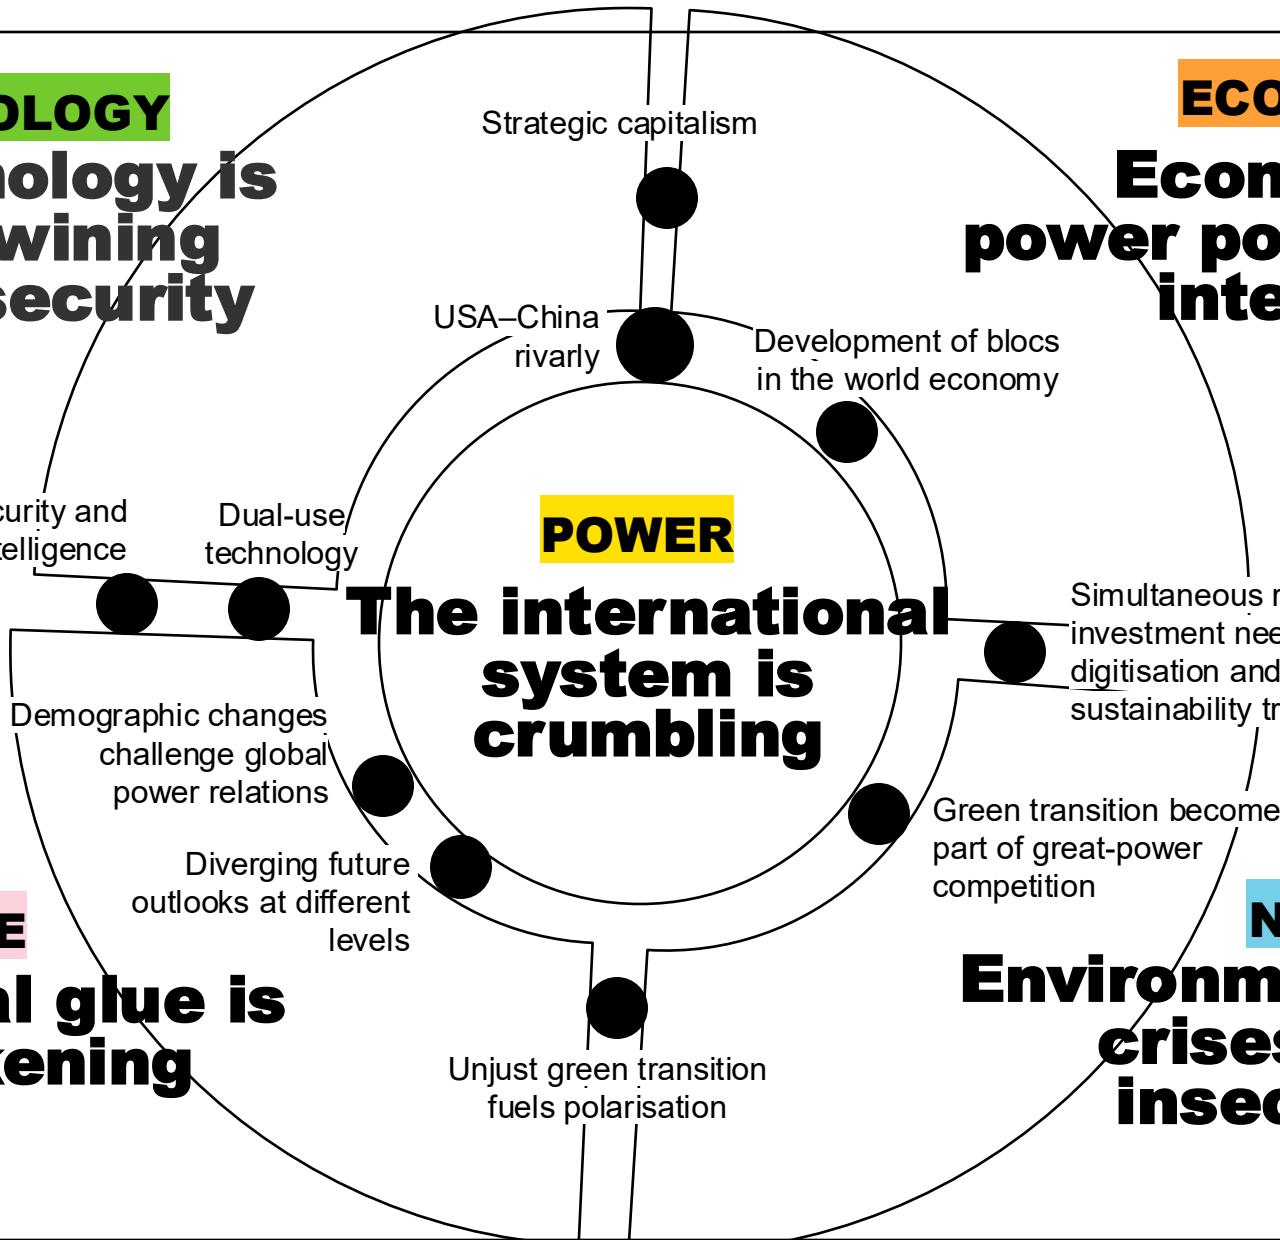 OLOGY
nology is
wining
security
ECO
Econ
power po
inte
Strategic capitalism
USA–China
rivarly
Development of blocs
in the world economy
curity and
telligence
Dual-use
technology
POWER
The international
system is
crumbling
Simultaneous
investment nee
digitisation and
sustainability tr
Demographic changes
challenge global
power relations
Diverging future
outlooks at different
levels
Green transition become
part of great-power
competition
E
al glue is
kening
N
Environm
crises
insec
Unjust green transition
fuels polarisation